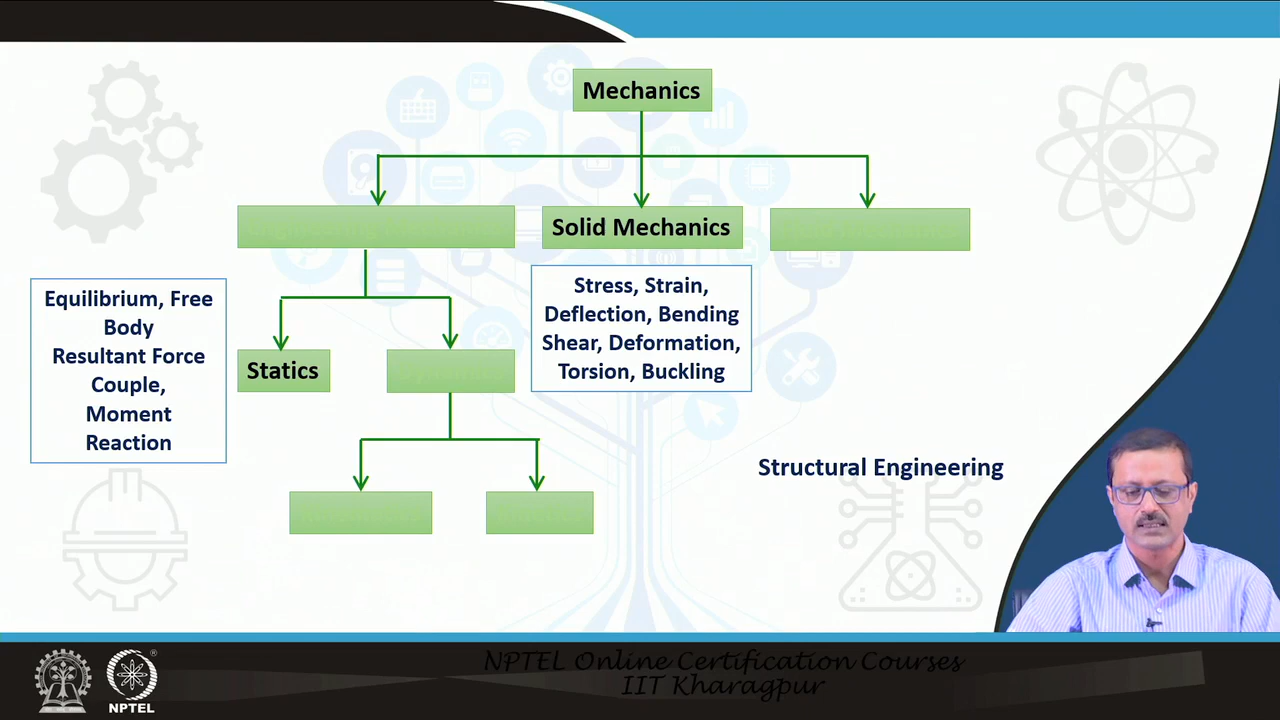 Mechanics
Solid Mechanics
Equilibrium, Free
Body
Resultant Force
Couple,
Moment
Reaction
Stress, Strain,
Deflection, Bending
Shear, Deformation,
Torsion, Buckling
Statics
Structural Engineering
NPTEL Online Certification Courses
IIT Kharagpur
NPTEL